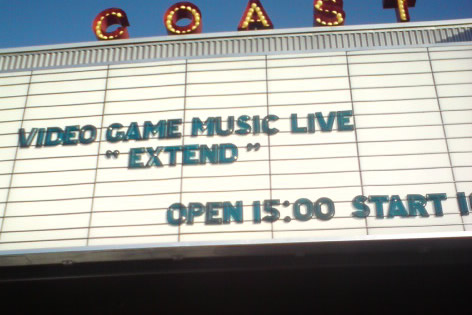 COAST
VIDEO GAME MUSIC LIVE
"EXTEND"
OPEN 15:00 START